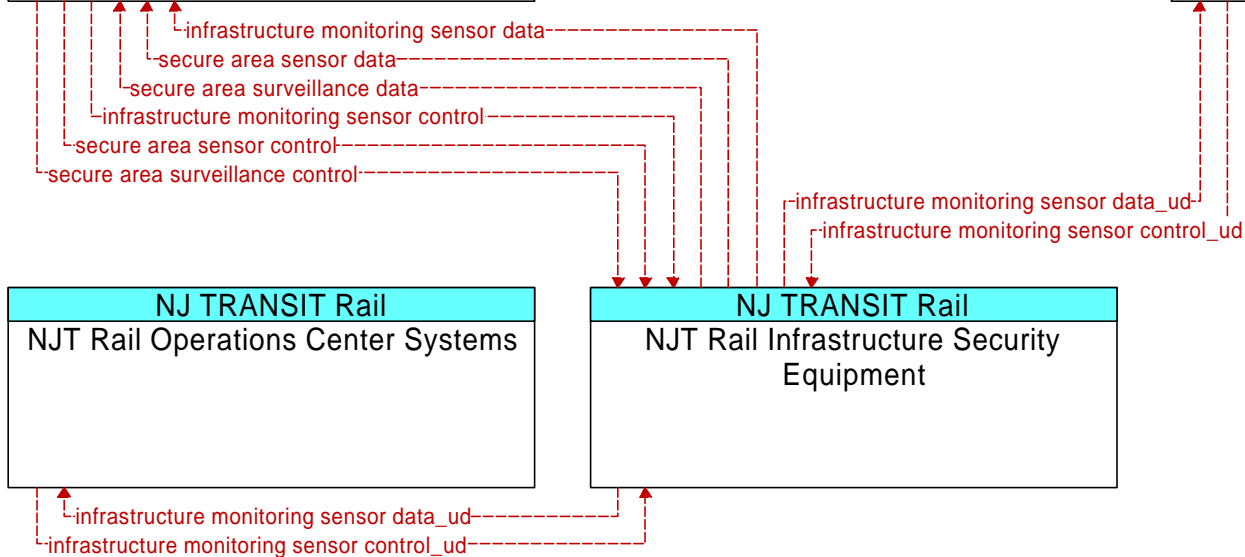 infrastructure monitoring sensor data
secure area sensor data
secure area surveillance data
infrastructure monitoring sensor control
secure area sensor control
secure area surveillance control
infrastructure monitoring sensor data_ud
infrastructure monitoring sensor control_ud
NJ TRANSIT Rail
NJT Rail Operations Center Systems
NJ TRANSIT Rail
NJT Rail Infrastructure Security
Equipment
infrastructure monitoring sensor data_ud
infrastructure monitoring sensor control_ud